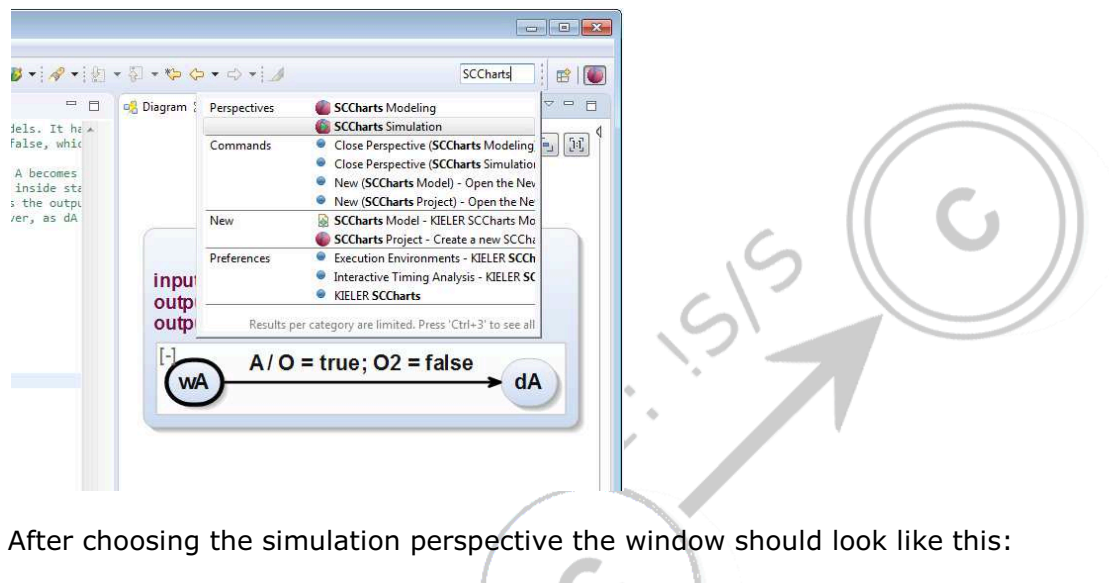 SCCharts
Diagram
Perspectives SCCharts Modeling
SCCharts Simulation
Commands Close Perspective (SCCharts Modeling
Close Perspective (SCCharts Simulation
New (SCCharts Model) - Open the New
New (SCCharts Project) - Open the Ne
New SCCharts Model - KIELER SCCharts Mo
SCCharts Project - Create a new SCCha
Preferences Execution Environments - KIELER SCCh
Interactive Timing Analysis - KIELER SC
KIELER SCCharts
Results per category are limited. Press 'Ctrl+3' to see all
dels. It ha
false, whic
A becomes
inside sta
s the outpu
ver, as dA
input
outp
outp
[-]
A / O = true; O2 = false
wA
dA
C
: iS/S
After choosing the simulation perspective the window should look like this: